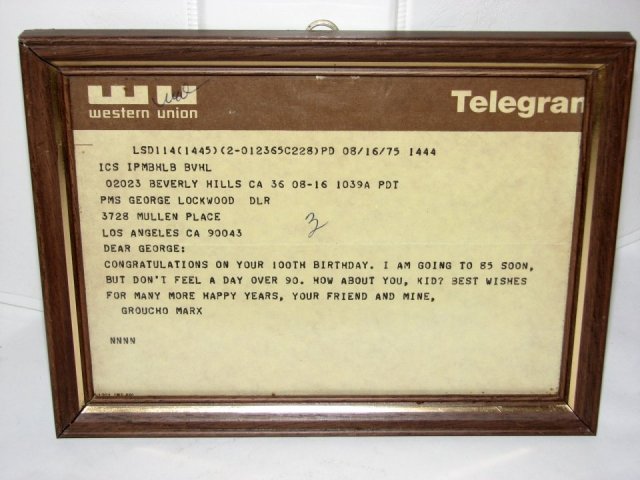 western union
Telegram
LSD114(1445)(2-012365C228)PD 08/16/75 1444
ICS IPMBHLB BVHL
02023 BEVERLY HILLS CA 36 08-16 1039A PDT
PMS GEORGE LOCKWOOD DLR
3728 MULLEN PLACE
LOS ANGELES CA 90043
DEAR GEORGE:
CONGRATULATIONS ON YOUR 100TH BIRTHDAY. I AM GOING TO 85 SOON,
BUT DON'T FEEL A DAY OVER 90. HOW ABOUT YOU, KID? BEST WISHES
FOR MANY MORE HAPPY YEARS, YOUR FRIEND AND MINE,
GROUCHO MARX
NNNN